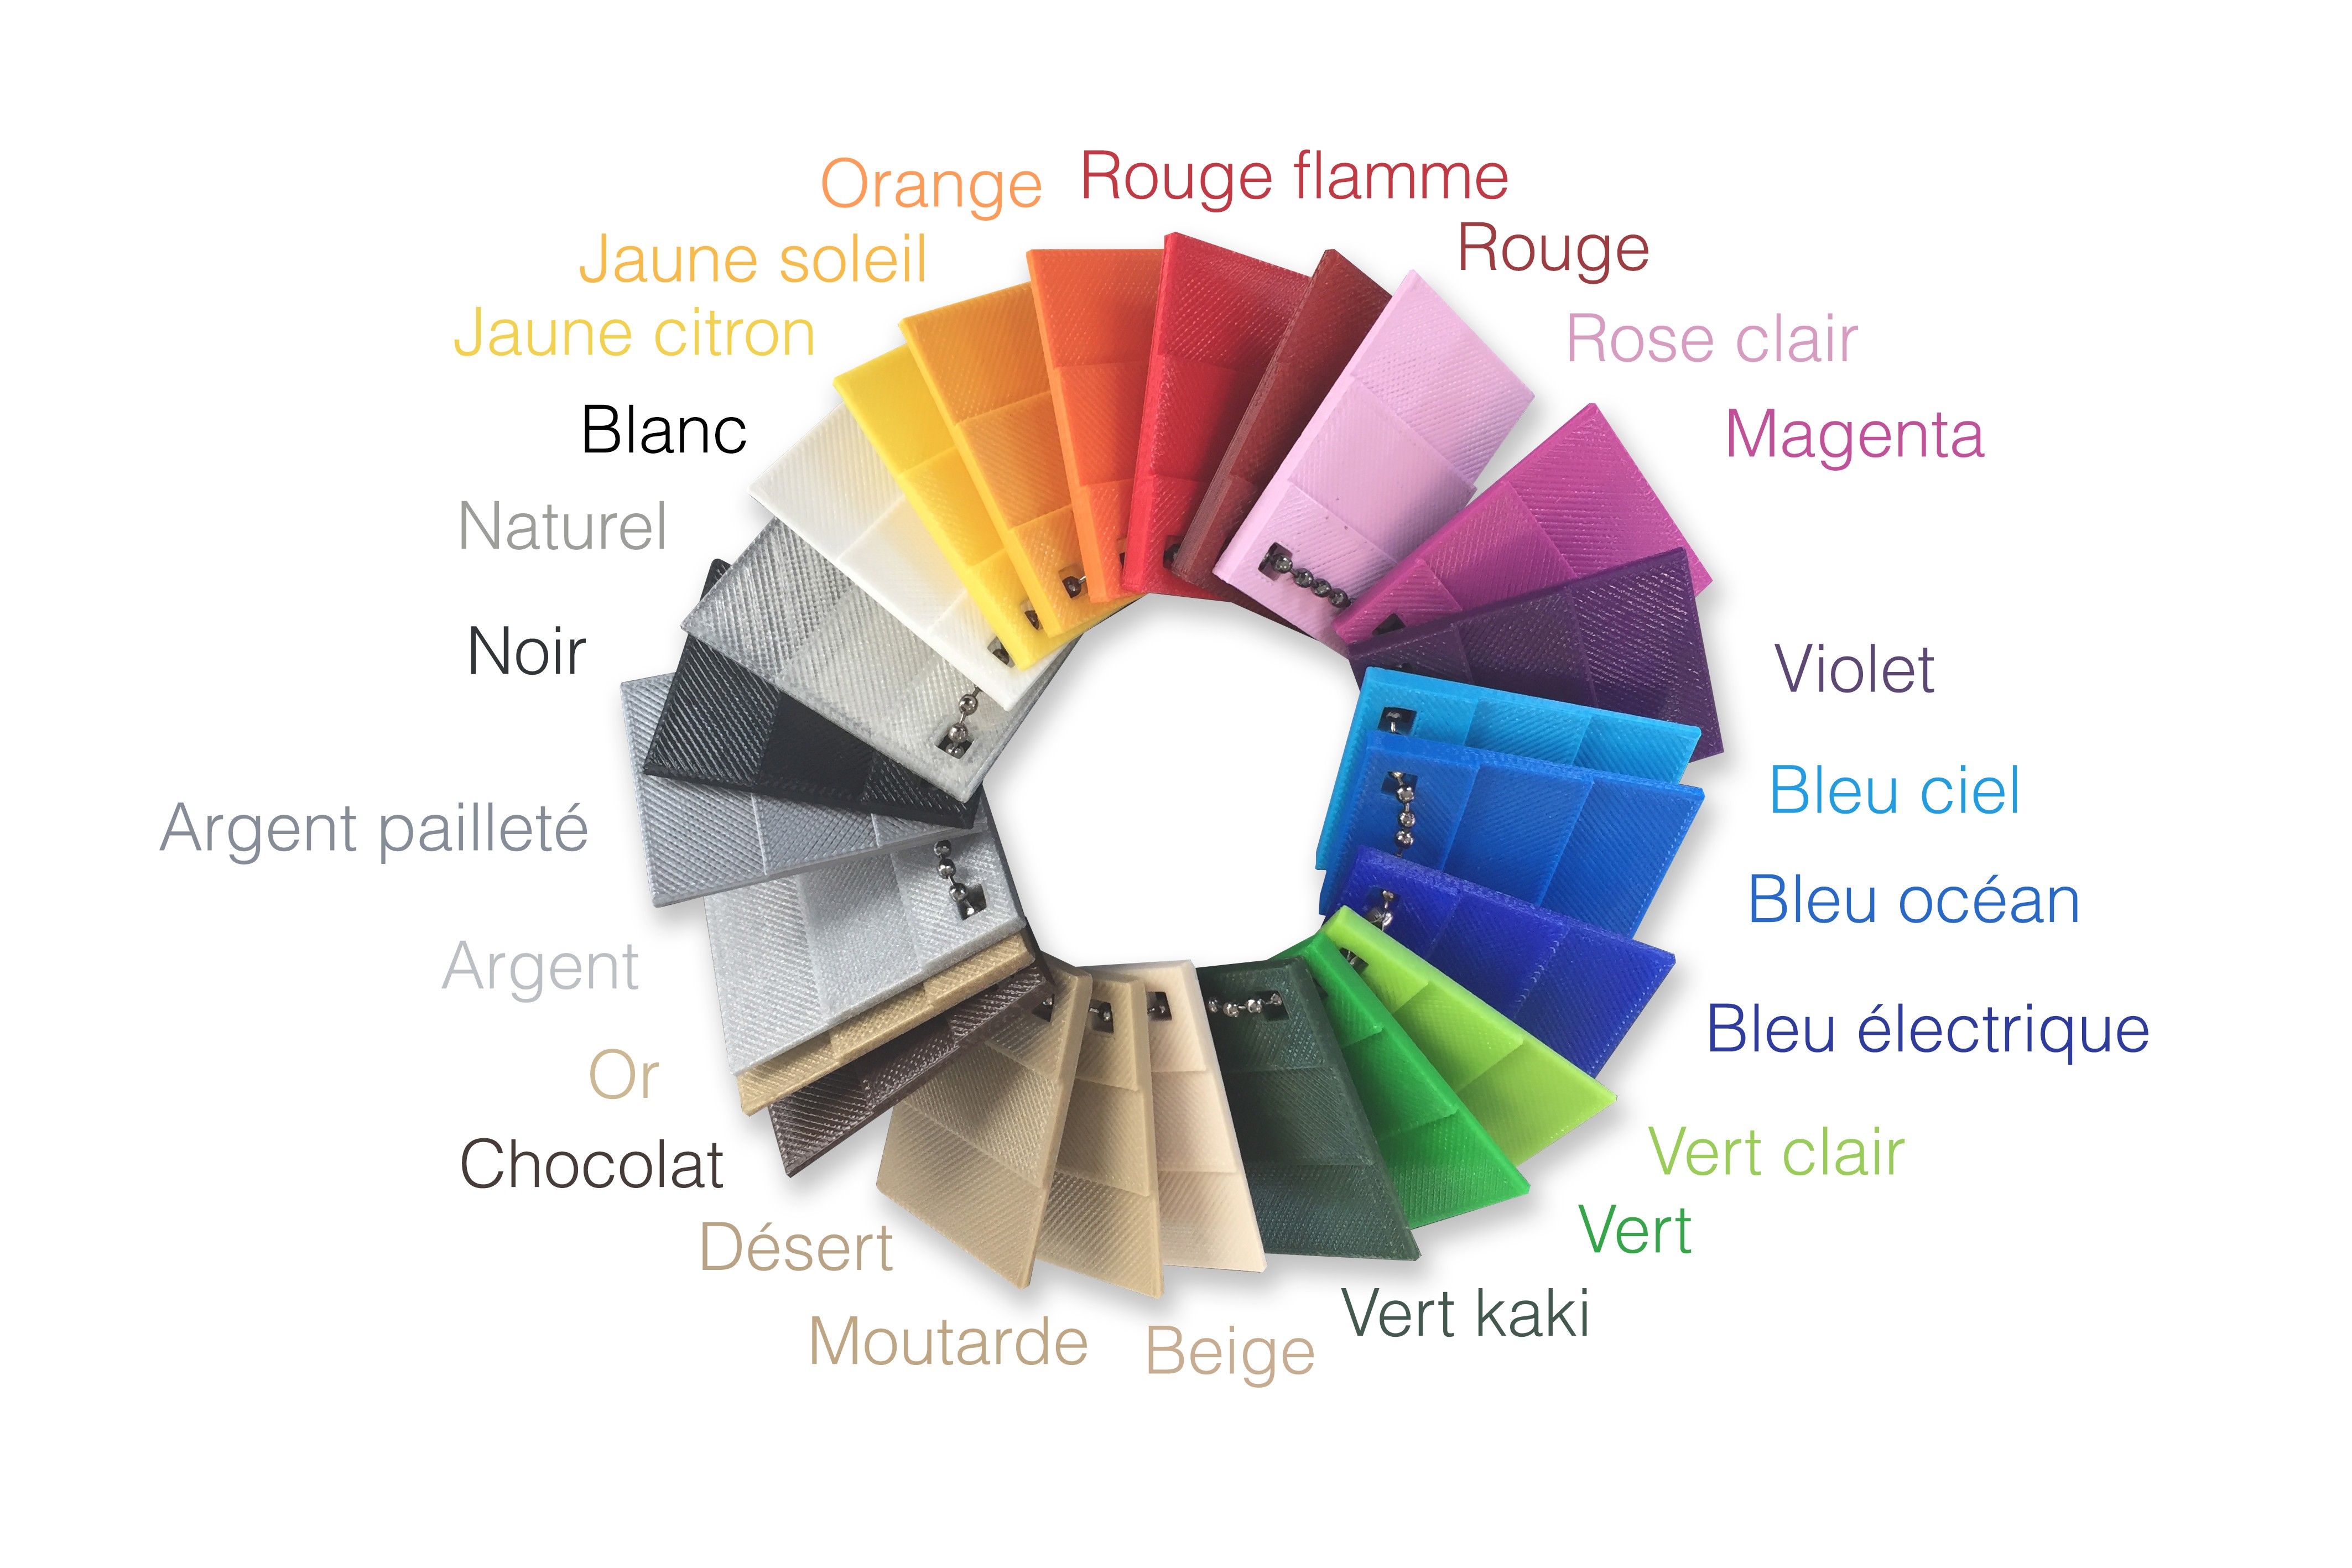 Orange
Rouge flamme
Rouge
Rose clair
Magenta
Violet
Bleu ciel
Bleu océan
Bleu électrique
Vert clair
Vert
Vert kaki
Beige
Moutarde
Désert
Chocolat
Or
Argent
Argent pailleté
Noir
Naturel
Blanc
Jaune citron
Jaune soleil